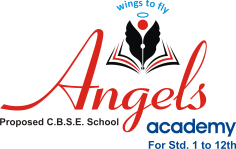 wings to fly
Angels
Proposed C.B.S.E. School
academy
For Std. 1 to 12th